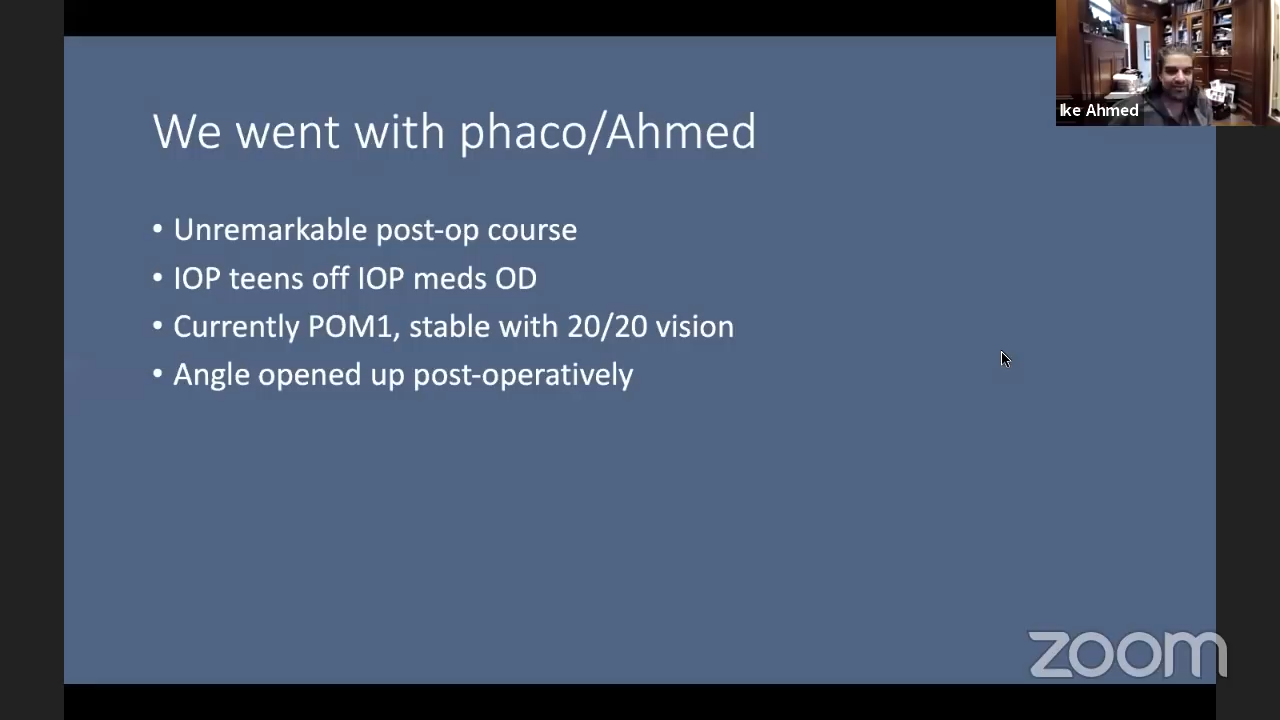 We went with phaco/Ahmed
• Unremarkable post-op course
• IOP teens off IOP meds OD
• Currently POM1, stable with 20/20 vision
• Angle opened up post-operatively
Ike Ahmed
zoom